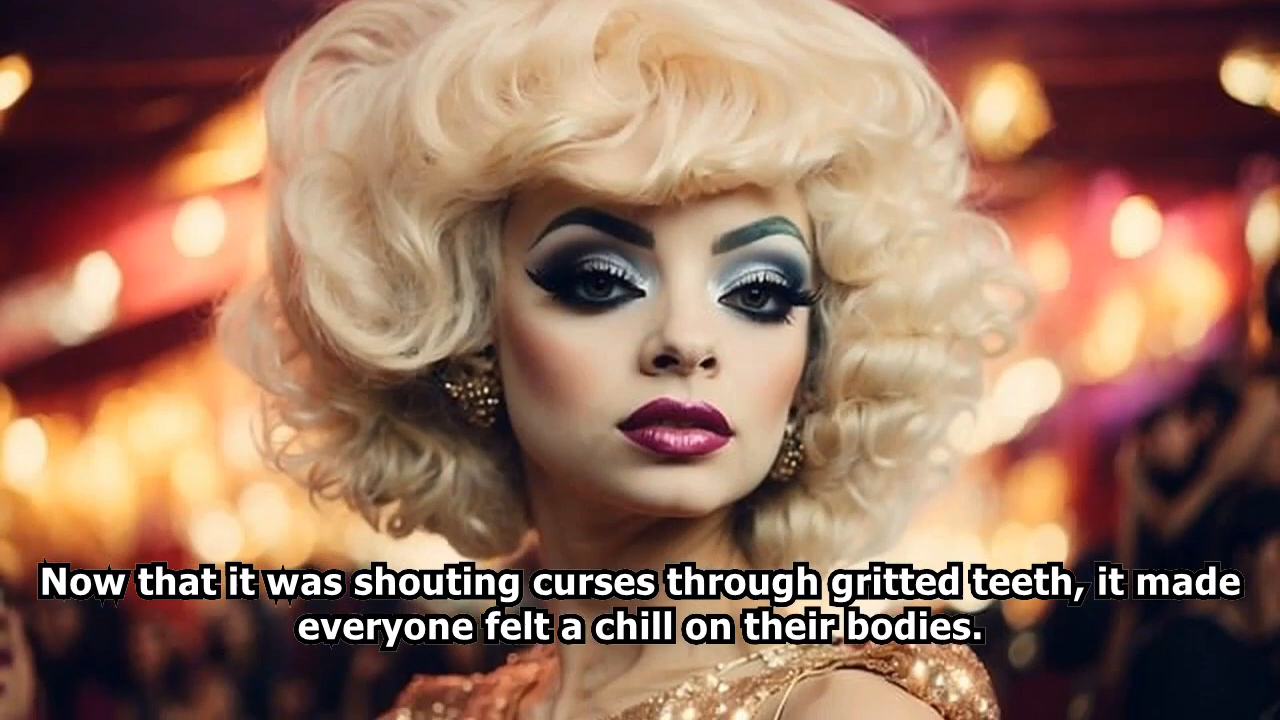 Now that it was shouting curses through gritted teeth, it made
everyone felt a chill on their bodies.